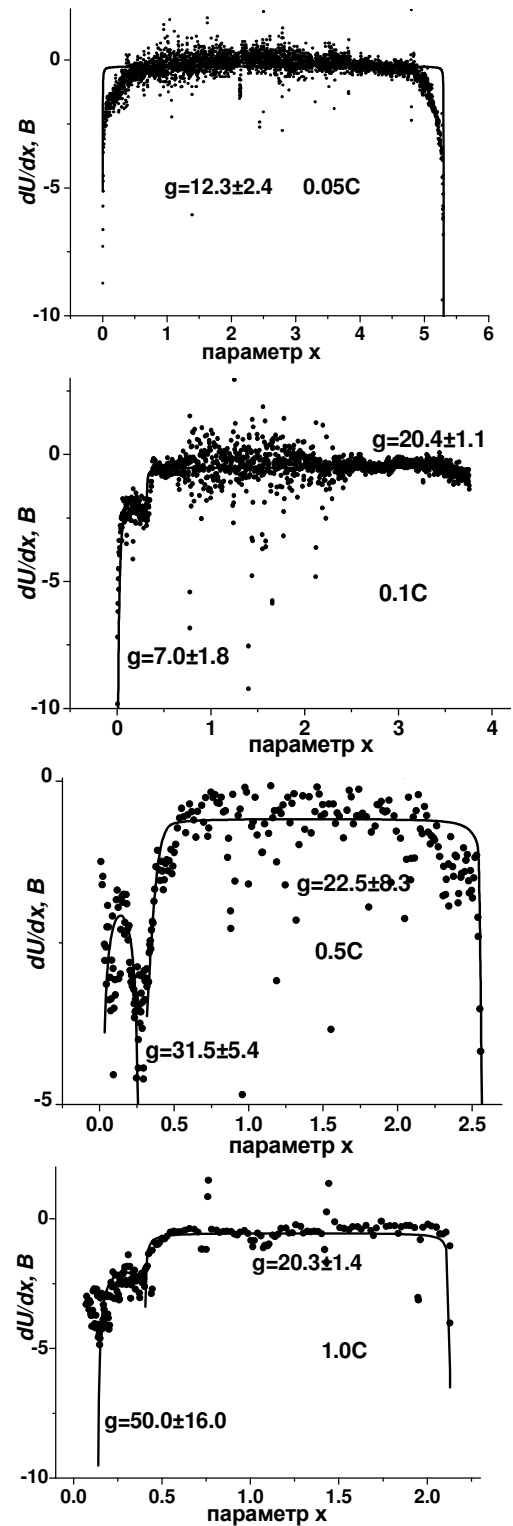 0
-5
-10
dU/dx, В
g=12.3±2.4 0.05C
0 1 2 3 4 5 6
параметр х
0
-5
-10
dU/dx, В
g=20.4±1.1
0.1C
g=7.0±1.8
0 1 2 3 4
параметр х
0
-5
dU/dx, В
g=22.5±8.3
0.5C
g=31.5±5.4
0.0 0.5 1.0 1.5 2.0 2.5
параметр х
0
-5
-10
dU/dx, В
g=20.3±1.4
1.0C
g=50.0±16.0
0.0 0.5 1.0 1.5 2.0
параметр х